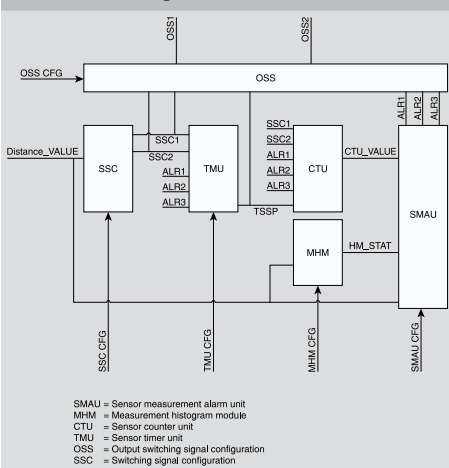 OSS1
OSS2
OSS CFG
OSS
ALR1
ALR2
ALR3
Distance_VALUE
SSC
SSC1
SSC2
ALR1
ALR2
ALR3
TMU
TSSP
SSC1
SSC2
ALR1
ALR2
ALR3
CTU
CTU_VALUE
SMAU
MHM
HM_STAT
SSC CFG
TMU CFG
MHM CFG
SMAU CFG
SMAU = Sensor measurement alarm unit
MHM = Measurement histogram module
CTU = Sensor counter unit
TMU = Sensor timer unit
OSS = Output switching signal configuration
SSC = Switching signal configuration